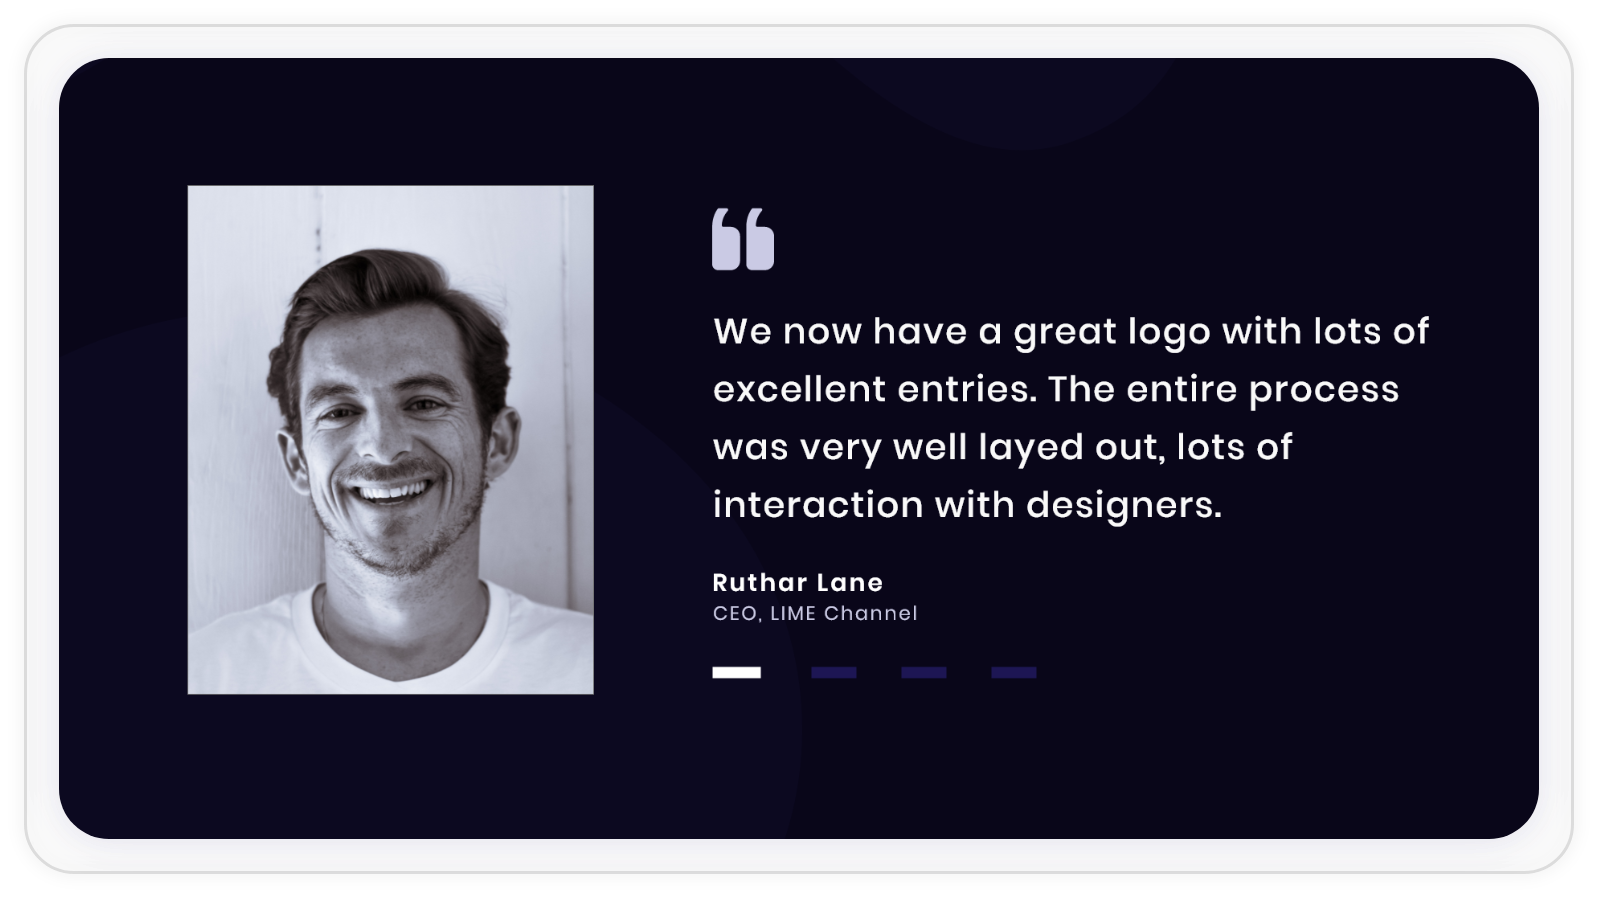 We now have a great logo with lots of
excellent entries. The entire process
was very well layed out, lots of
interaction with designers.
Ruthar Lane
CEO, LIME Channel